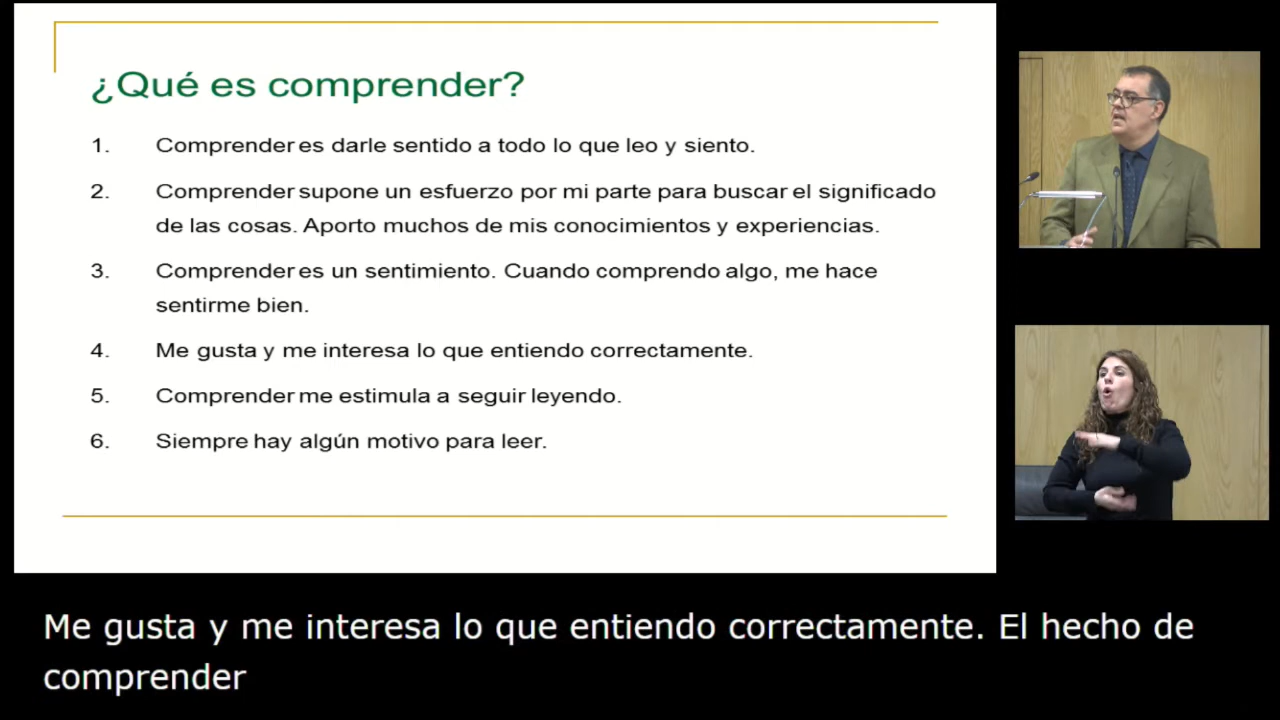 ¿Qué es comprender?
1. Comprender es darle sentido a todo lo que leo y siento.
2. Comprender supone un esfuerzo por mi parte para buscar el significado
de las cosas. Aporto muchos de mis conocimientos y experiencias.
3. Comprender es un sentimiento. Cuando comprendo algo, me hace
sentirme bien.
4. Me gusta y me interesa lo que entiendo correctamente.
5. Comprender me estimula a seguir leyendo.
6. Siempre hay algún motivo para leer.
Me gusta y me interesa lo que entiendo correctamente. El hecho de
comprender